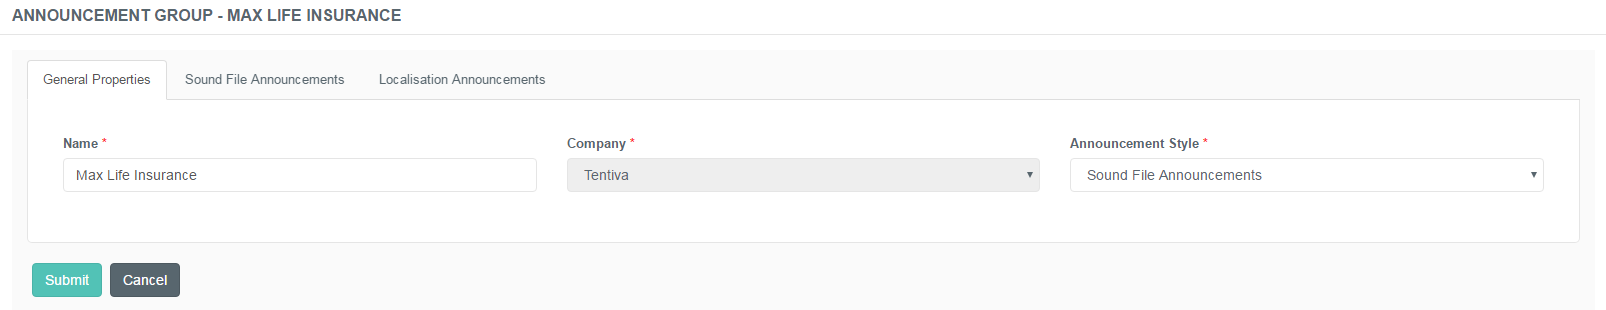 ANNOUNCEMENT GROUP - MAX LIFE INSURANCE
General Properties Sound File Announcements Localisation Announcements
Name * Company * Announcement Style *
Max Life Insurance Tentiva Sound File Announcements
Submit Cancel